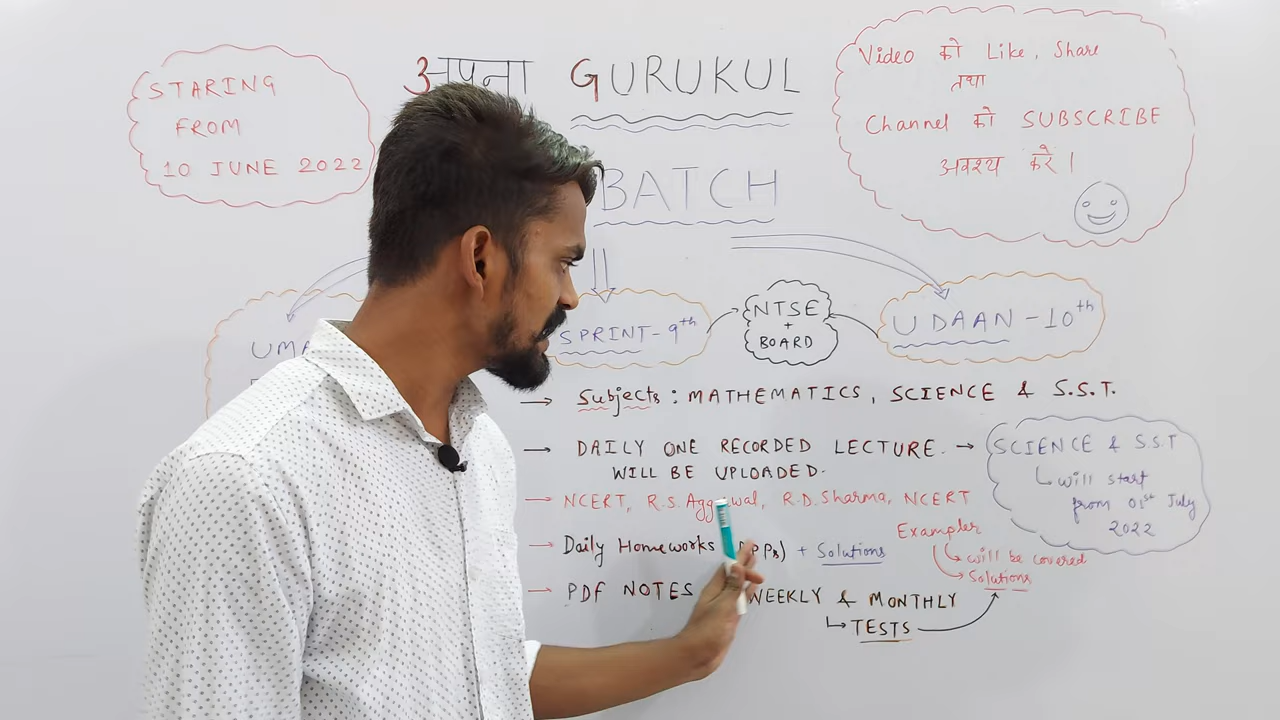 STARING
FROM
10 JUNE 2022
अपना GURUKUL
BATCH
Video को Like, Share
तथा
Channel को SUBSCRIBE
अवश्य करें ।
SPRINT-9th
NTSE
+
BOARD
UDAAN-10th
→ Subjects : MATHEMATICS, SCIENCE & S.S.T.
→ DAILY ONE RECORDED LECTURE. →
WILL BE UPLOADED.
SCIENCE & S.ST
will start
from 01st July
2022
→ NCERT, R.S. Aggrawal, R.D. Sharma, NCERT
Exampler
→ will be covered
→ Solutions
→ Daily Homeworks + Solutions
→ PDF NOTES WEEKLY & MONTHLY
↳ TESTS